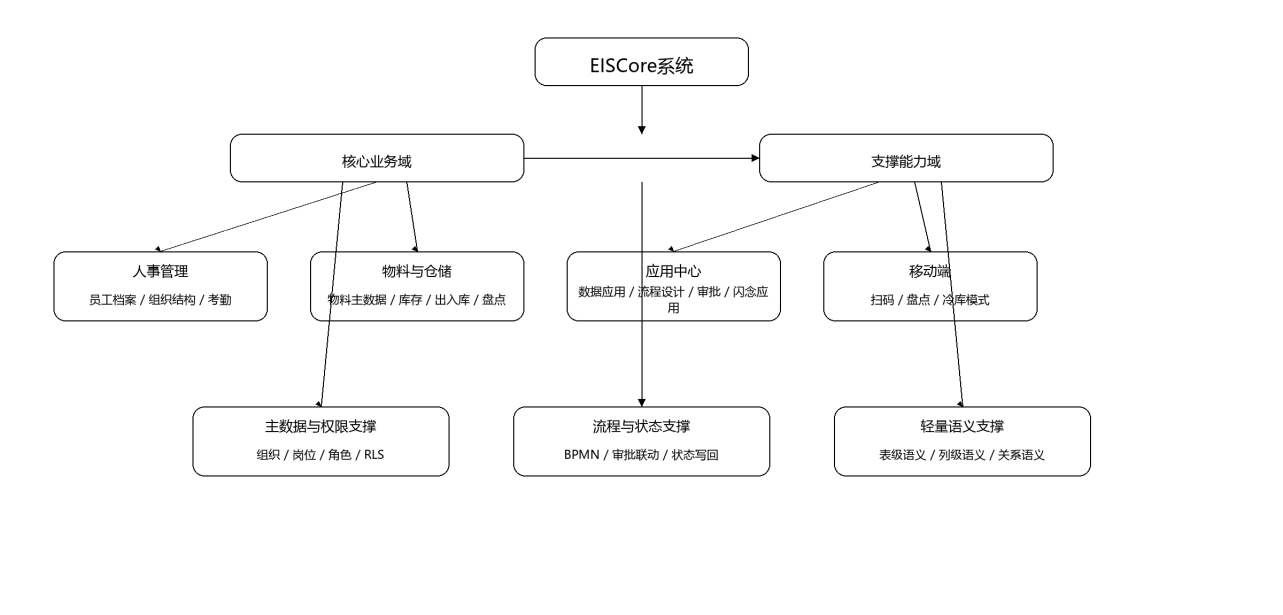 EISCore系统
核心业务域
支撑能力域
人事管理
员工档案 / 组织结构 / 考勤
物料与仓储
物料主数据 / 库存 / 出入库 / 盘点
应用中心
数据应用 / 流程设计 / 审批 / 闪念应
用
移动端
扫码 / 盘点 / 冷库模式
主数据与权限支撑
组织 / 岗位 / 角色 / RLS
流程与状态支撑
BPMN / 审批联动 / 状态写回
轻量语义支撑
表级语义 / 列级语义 / 关系语义